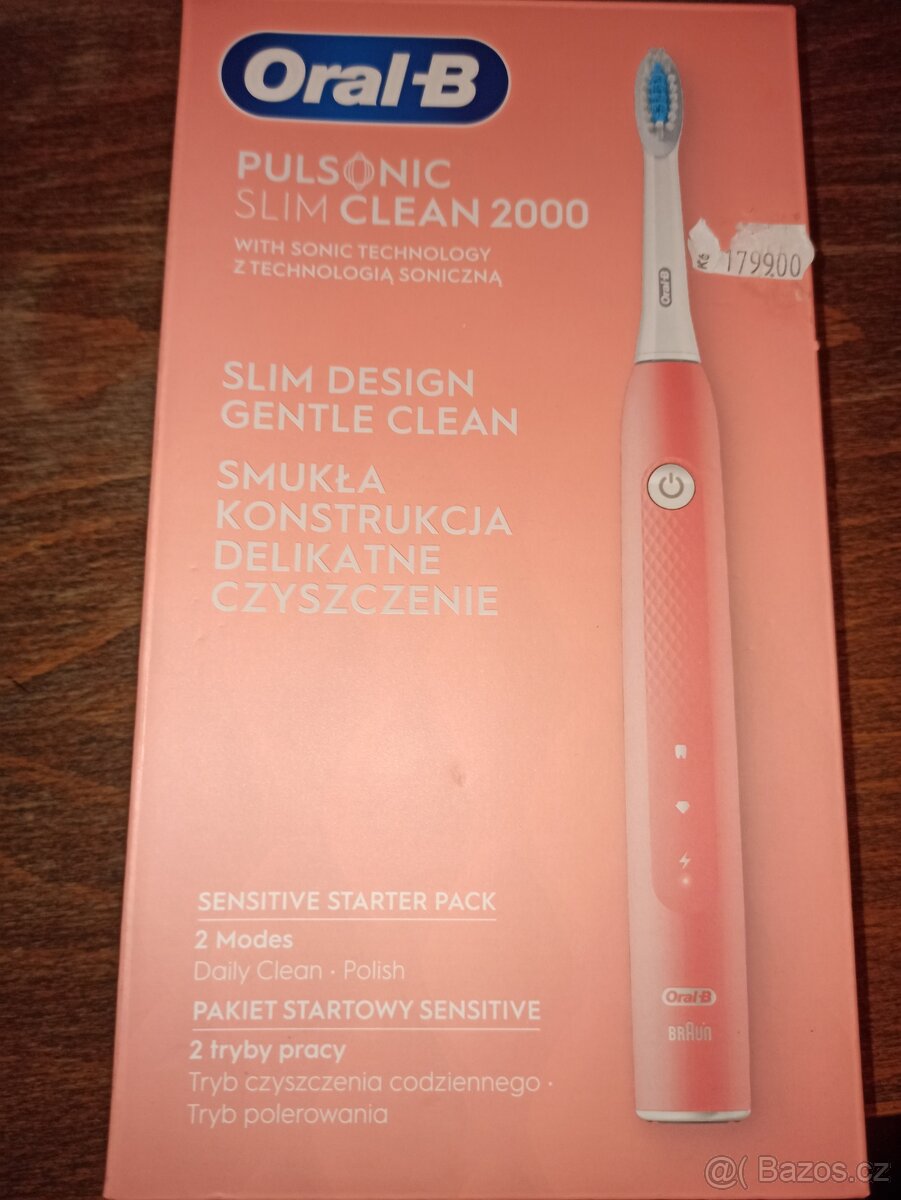 Oral-B
PULSONIC
SLIM CLEAN 2000
WITH SONIC TECHNOLOGY
Z TECHNOLOGIĄ SONICZNĄ
Kč 179900
Oral-B
SLIM DESIGN
GENTLE CLEAN
SMUKŁA
KONSTRUKCJA
DELIKATNE
CZYSZCZENIE
SENSITIVE STARTER PACK
2 Modes
Daily Clean · Polish
PAKIET STARTOWY SENSITIVE
2 tryby pracy
Tryb czyszczenia codziennego ·
Tryb polerowania
Oral-B
BRAUN
@( Bazos.cz